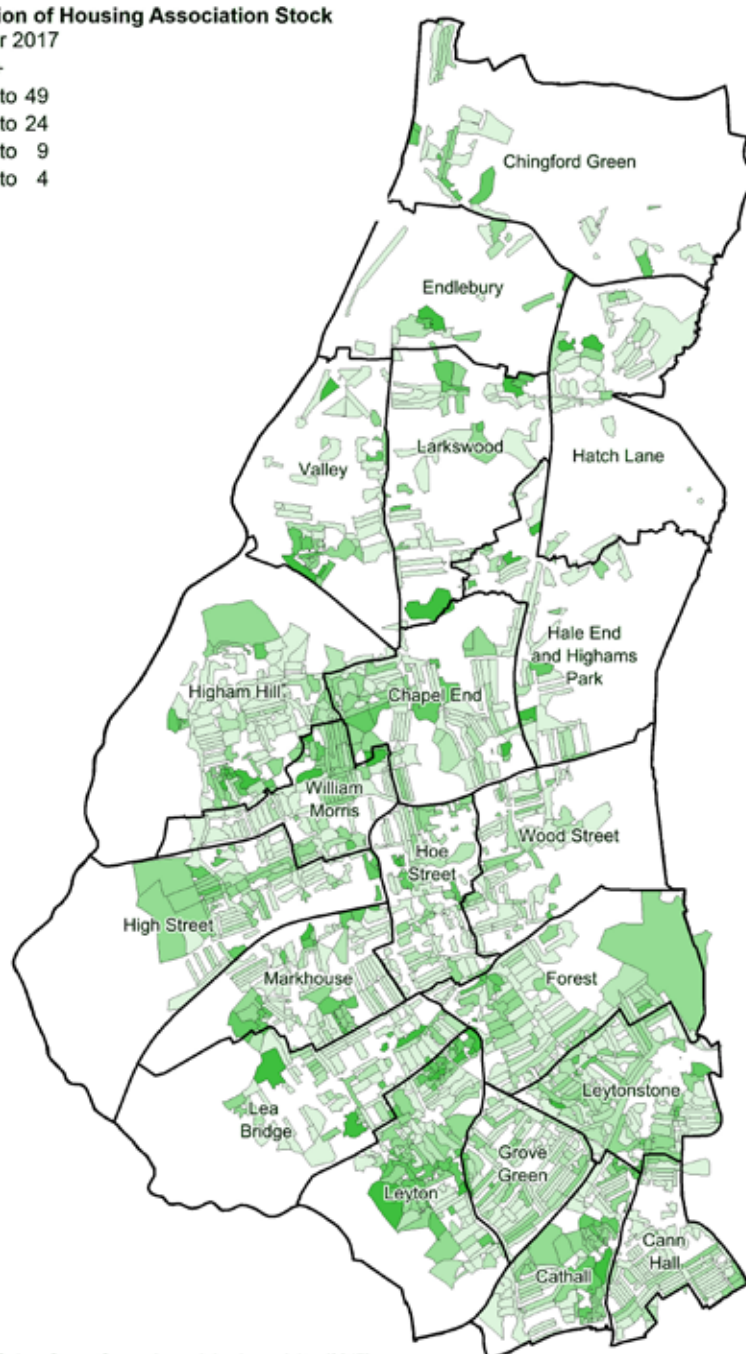 ion of Housing Association Stock
r 2017
to 49
to 24
to 9
to 4
Chingford Green
Endlebury
Valley
Larkswood
Hatch Lane
Hale End
and Highams
Park
Higham Hill
Chapel End
William
Morris
Hoe
Street
Wood Street
High Street
Markhouse
Forest
Lea
Bridge
Leytonstone
Grove
Green
Leyton
Cann
Hall
Cathall